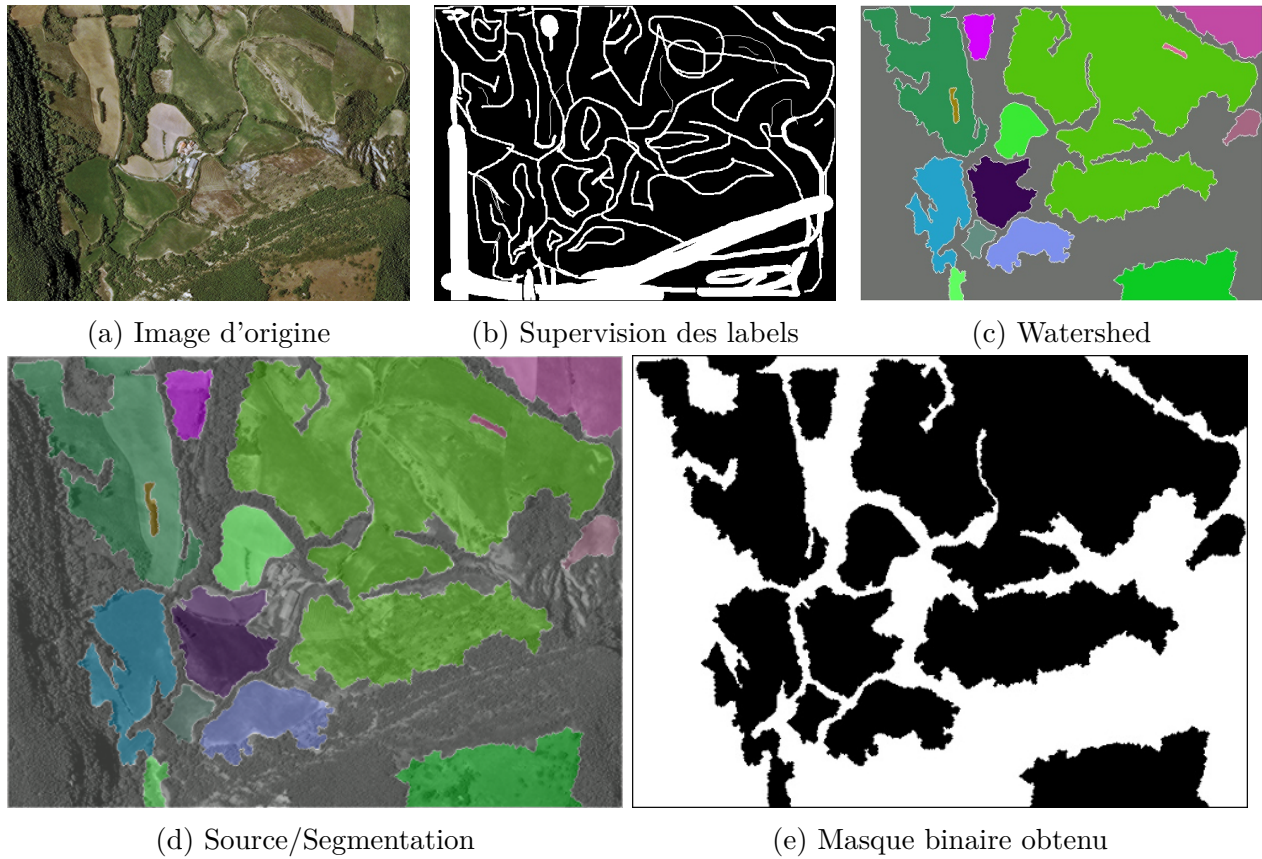 (a) Image d'origine
(b) Supervision des labels
(c) Watershed
(d) Source/Segmentation
(e) Masque binaire obtenu